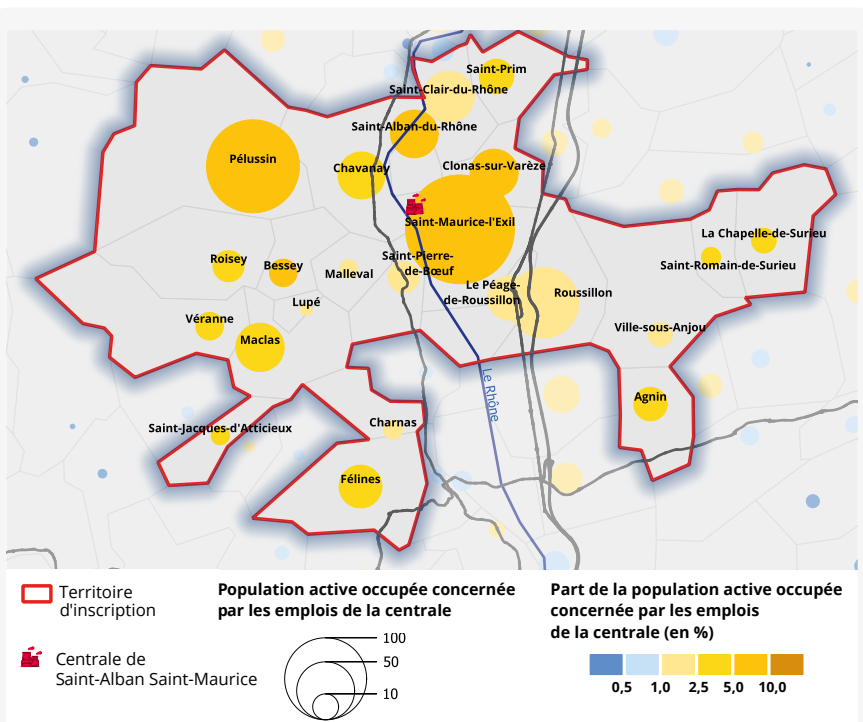 Saint-Prim
Saint-Clair-du-Rhône
Saint-Alban-du-Rhône
Pélussin
Chavanay
Clonas-sur-Varèze
Saint-Maurice-l'Exil
La Chapelle-de-Surieu
Saint-Romain-de-Surieu
Roisey
Bessey
Malleval
Saint-Pierre-
de-Bœuf
Le Péage-
de-Roussillon
Roussillon
Lupé
Véranne
Maclas
Ville-sous-Anjou
Le Rhône
Agnin
Saint-Jacques-d'Atticieux
Charnas
Félines
Territoire
d'inscription
Centrale de
Saint-Alban Saint-Maurice
Population active occupée concernée
par les emplois de la centrale
100
50
10
Part de la population active occupée
concernée par les emplois
de la centrale (en %)
0,5 1,0 2,5 5,0 10,0